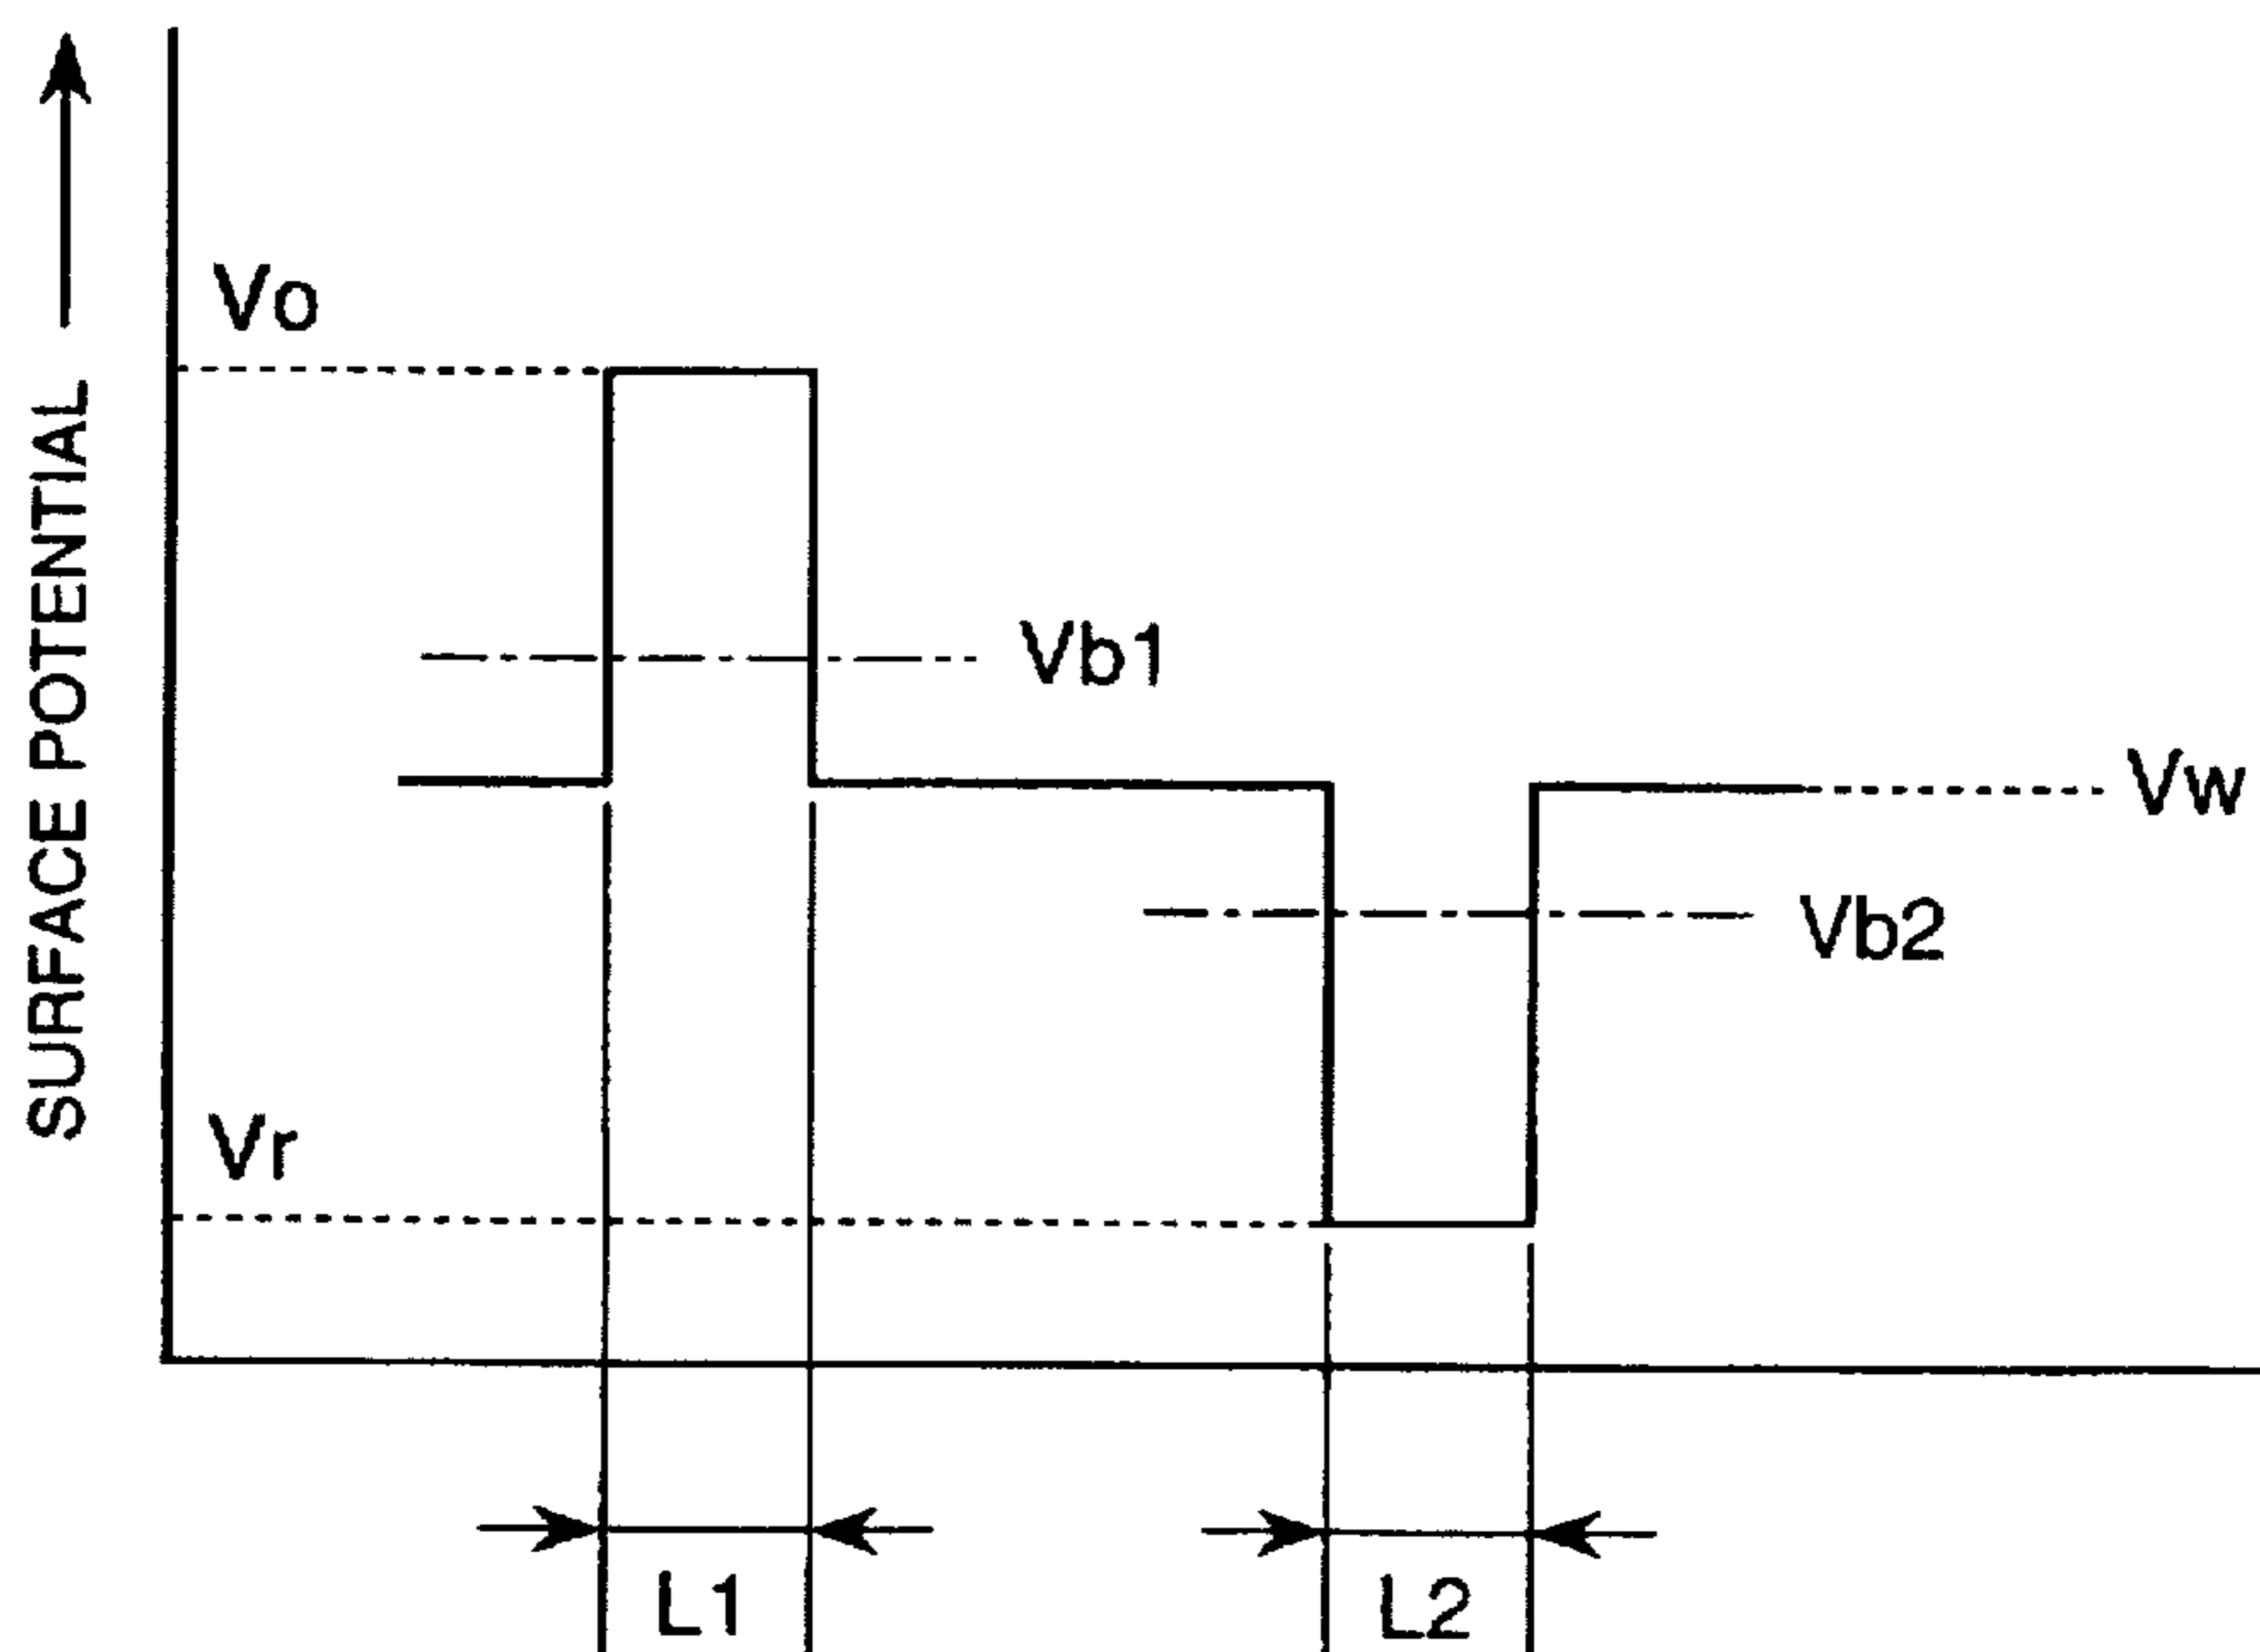 SURFACE POTENTIAL
Vo
Vb1
Vw
Vb2
Vr
L1
L2